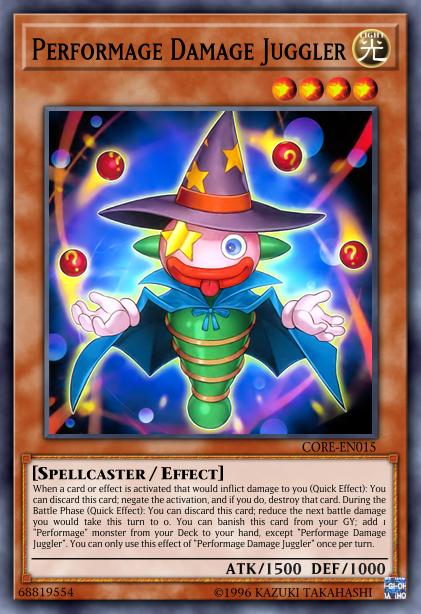 PERFORMAGE DAMAGE JUGGLER
LIGHT
光
?
?
?
?
CORE-EN015
[SPELLCASTER / EFFECT]
When a card or effect is activated that would inflict damage to you (Quick Effect): You
can discard this card; negate the activation, and if you do, destroy that card. During the
Battle Phase (Quick Effect): You can discard this card; reduce the next battle damage
you would take this turn to 0. You can banish this card from your GY; add 1
"Performage" monster from your Deck to your hand, except "Performage Damage
Juggler". You can only use this effect of "Performage Damage Juggler" once per turn.
ATK/1500 DEF/1000
68819554
©1996 KAZUKI TAKAHASHI